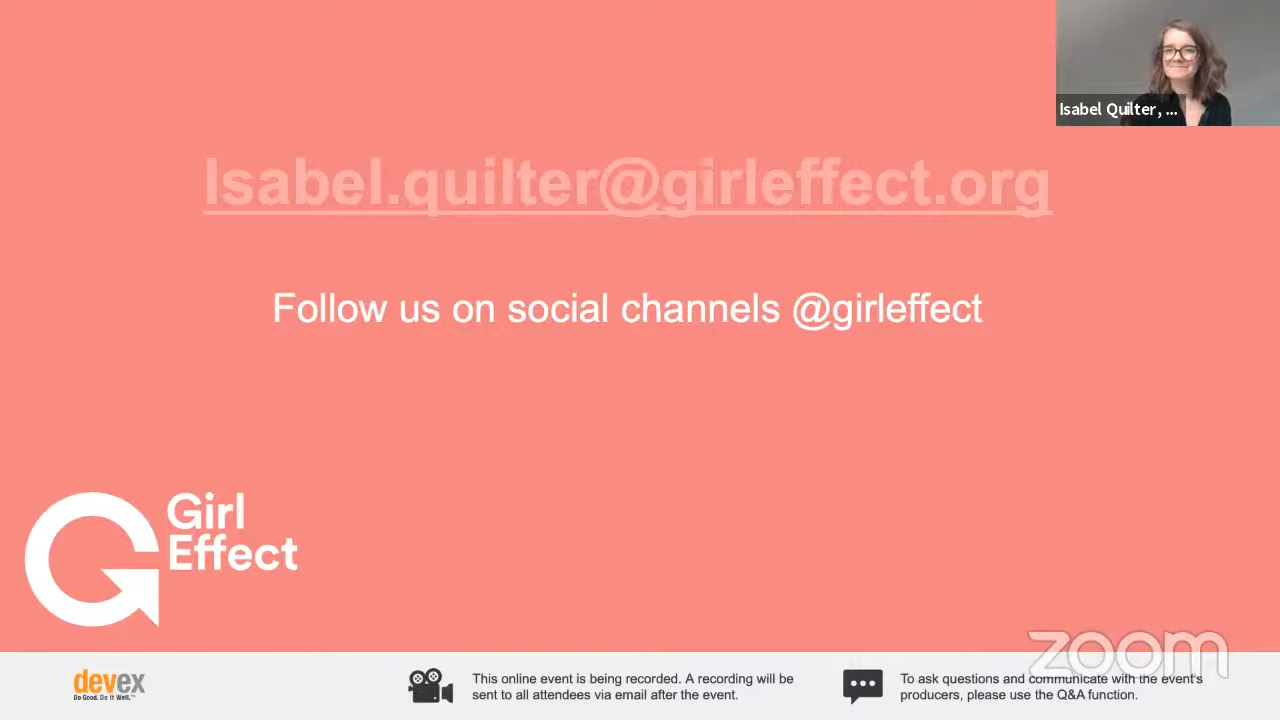 Isabel Quilter, ...
Isabel.quilter@girleffect.org
Follow us on social channels @girleffect
Girl
Effect
zoom
devex
Do Good. Do It Well.™
This online event is being recorded. A recording will be
sent to all attendees via email after the event.
To ask questions and communicate with the event's
producers, please use the Q&A function.